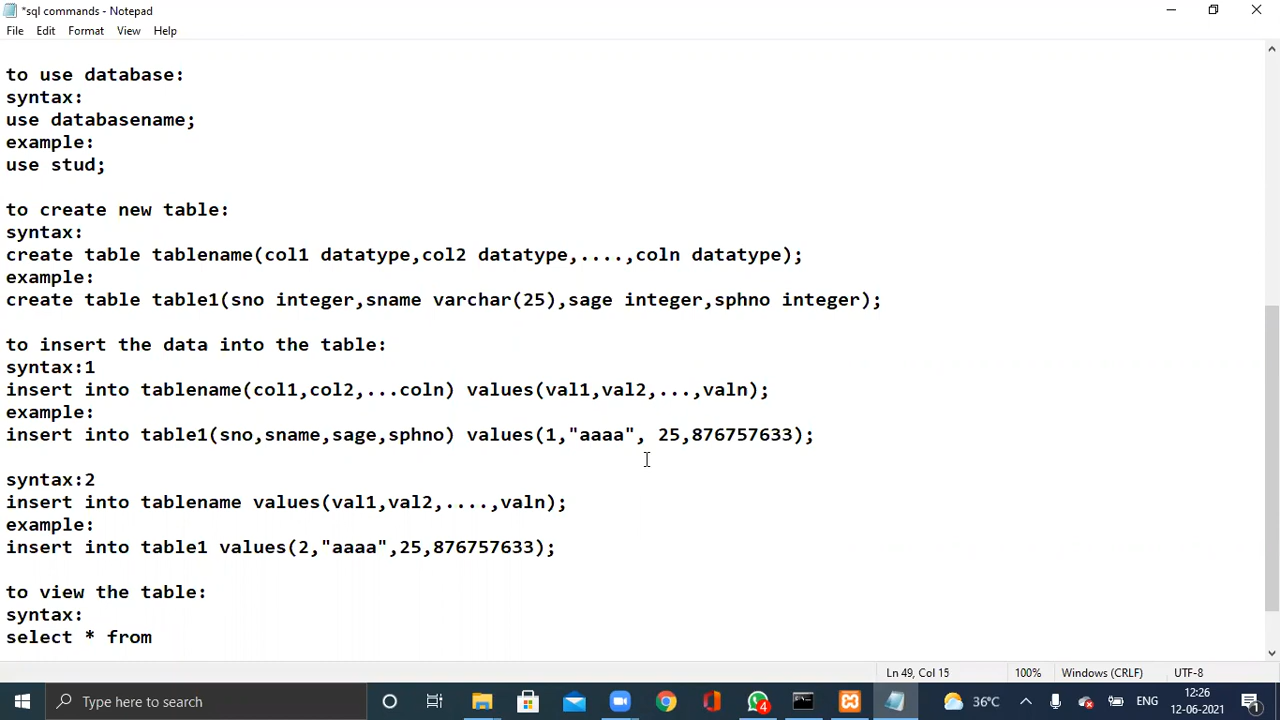 *sql commands - Notepad
File Edit Format View Help
to use database:
syntax:
use databasename;
example:
use stud;
to create new table:
syntax:
create table tablename(col1 datatype,col2 datatype,....,coln datatype);
example:
create table table1(sno integer,sname varchar(25),sage integer,sphno integer);
to insert the data into the table:
syntax:1
insert into tablename(col1,col2,...coln) values(val1,val2,...,valn);
example:
insert into table1(sno,sname,sage,sphno) values(1,"aaaa", 25,876757633);
syntax:2
insert into tablename values(val1,val2,....,valn);
example:
insert into table1 values(2,"aaaa",25,876757633);
to view the table:
syntax:
select * from
Ln 49, Col 15 100% Windows (CRLF) UTF-8
Type here to search 4 36°C ENG 12:26
12-06-2021 1